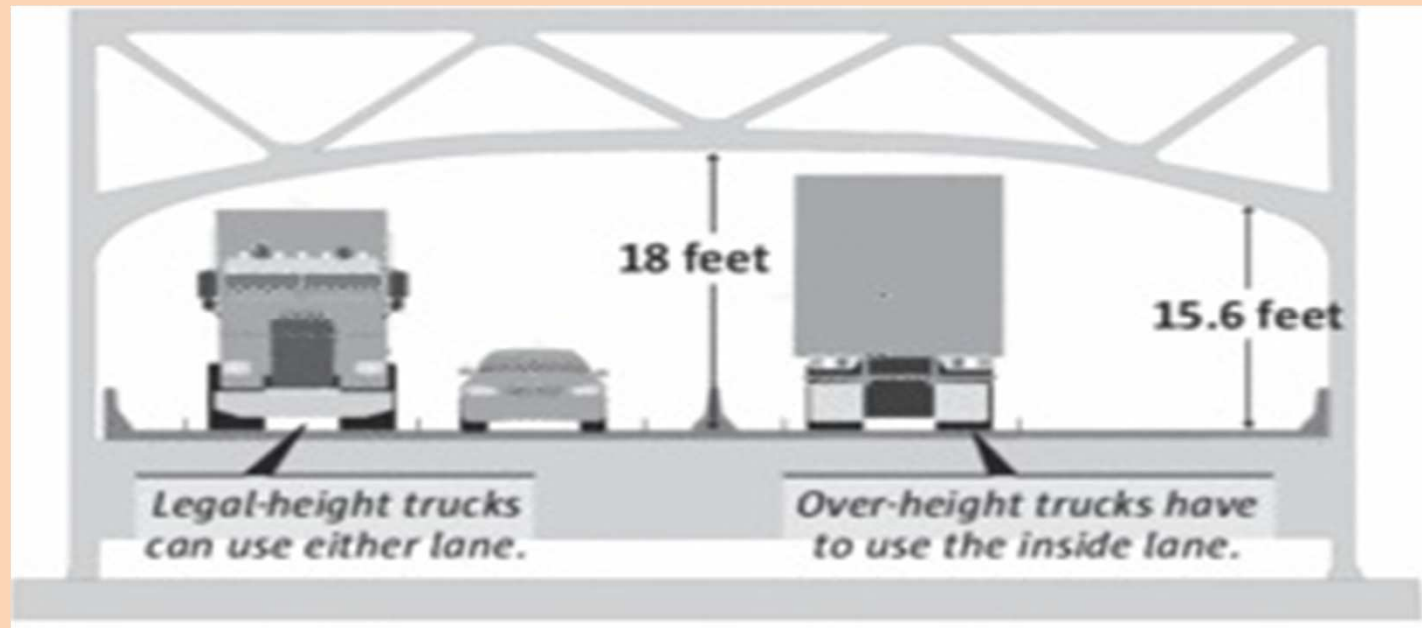 18 feet
15.6 feet
Legal-height trucks
can use either lane.
Over-height trucks have
to use the inside lane.